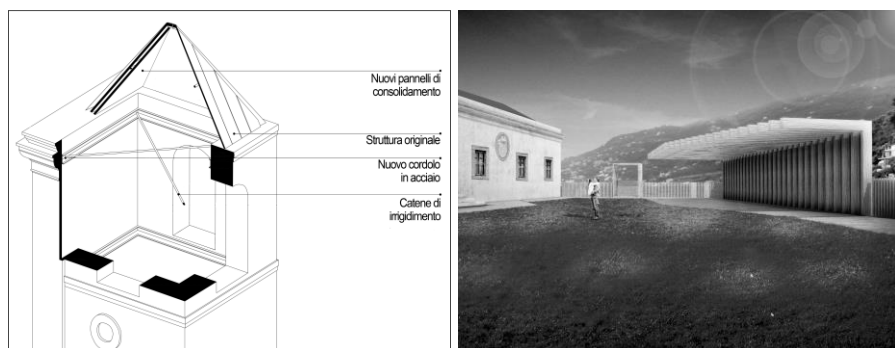 Nuovi pannelli di
consolidamento
Struttura originale
Nuovo cordolo
in acciaio
Catene di
irrigidimento